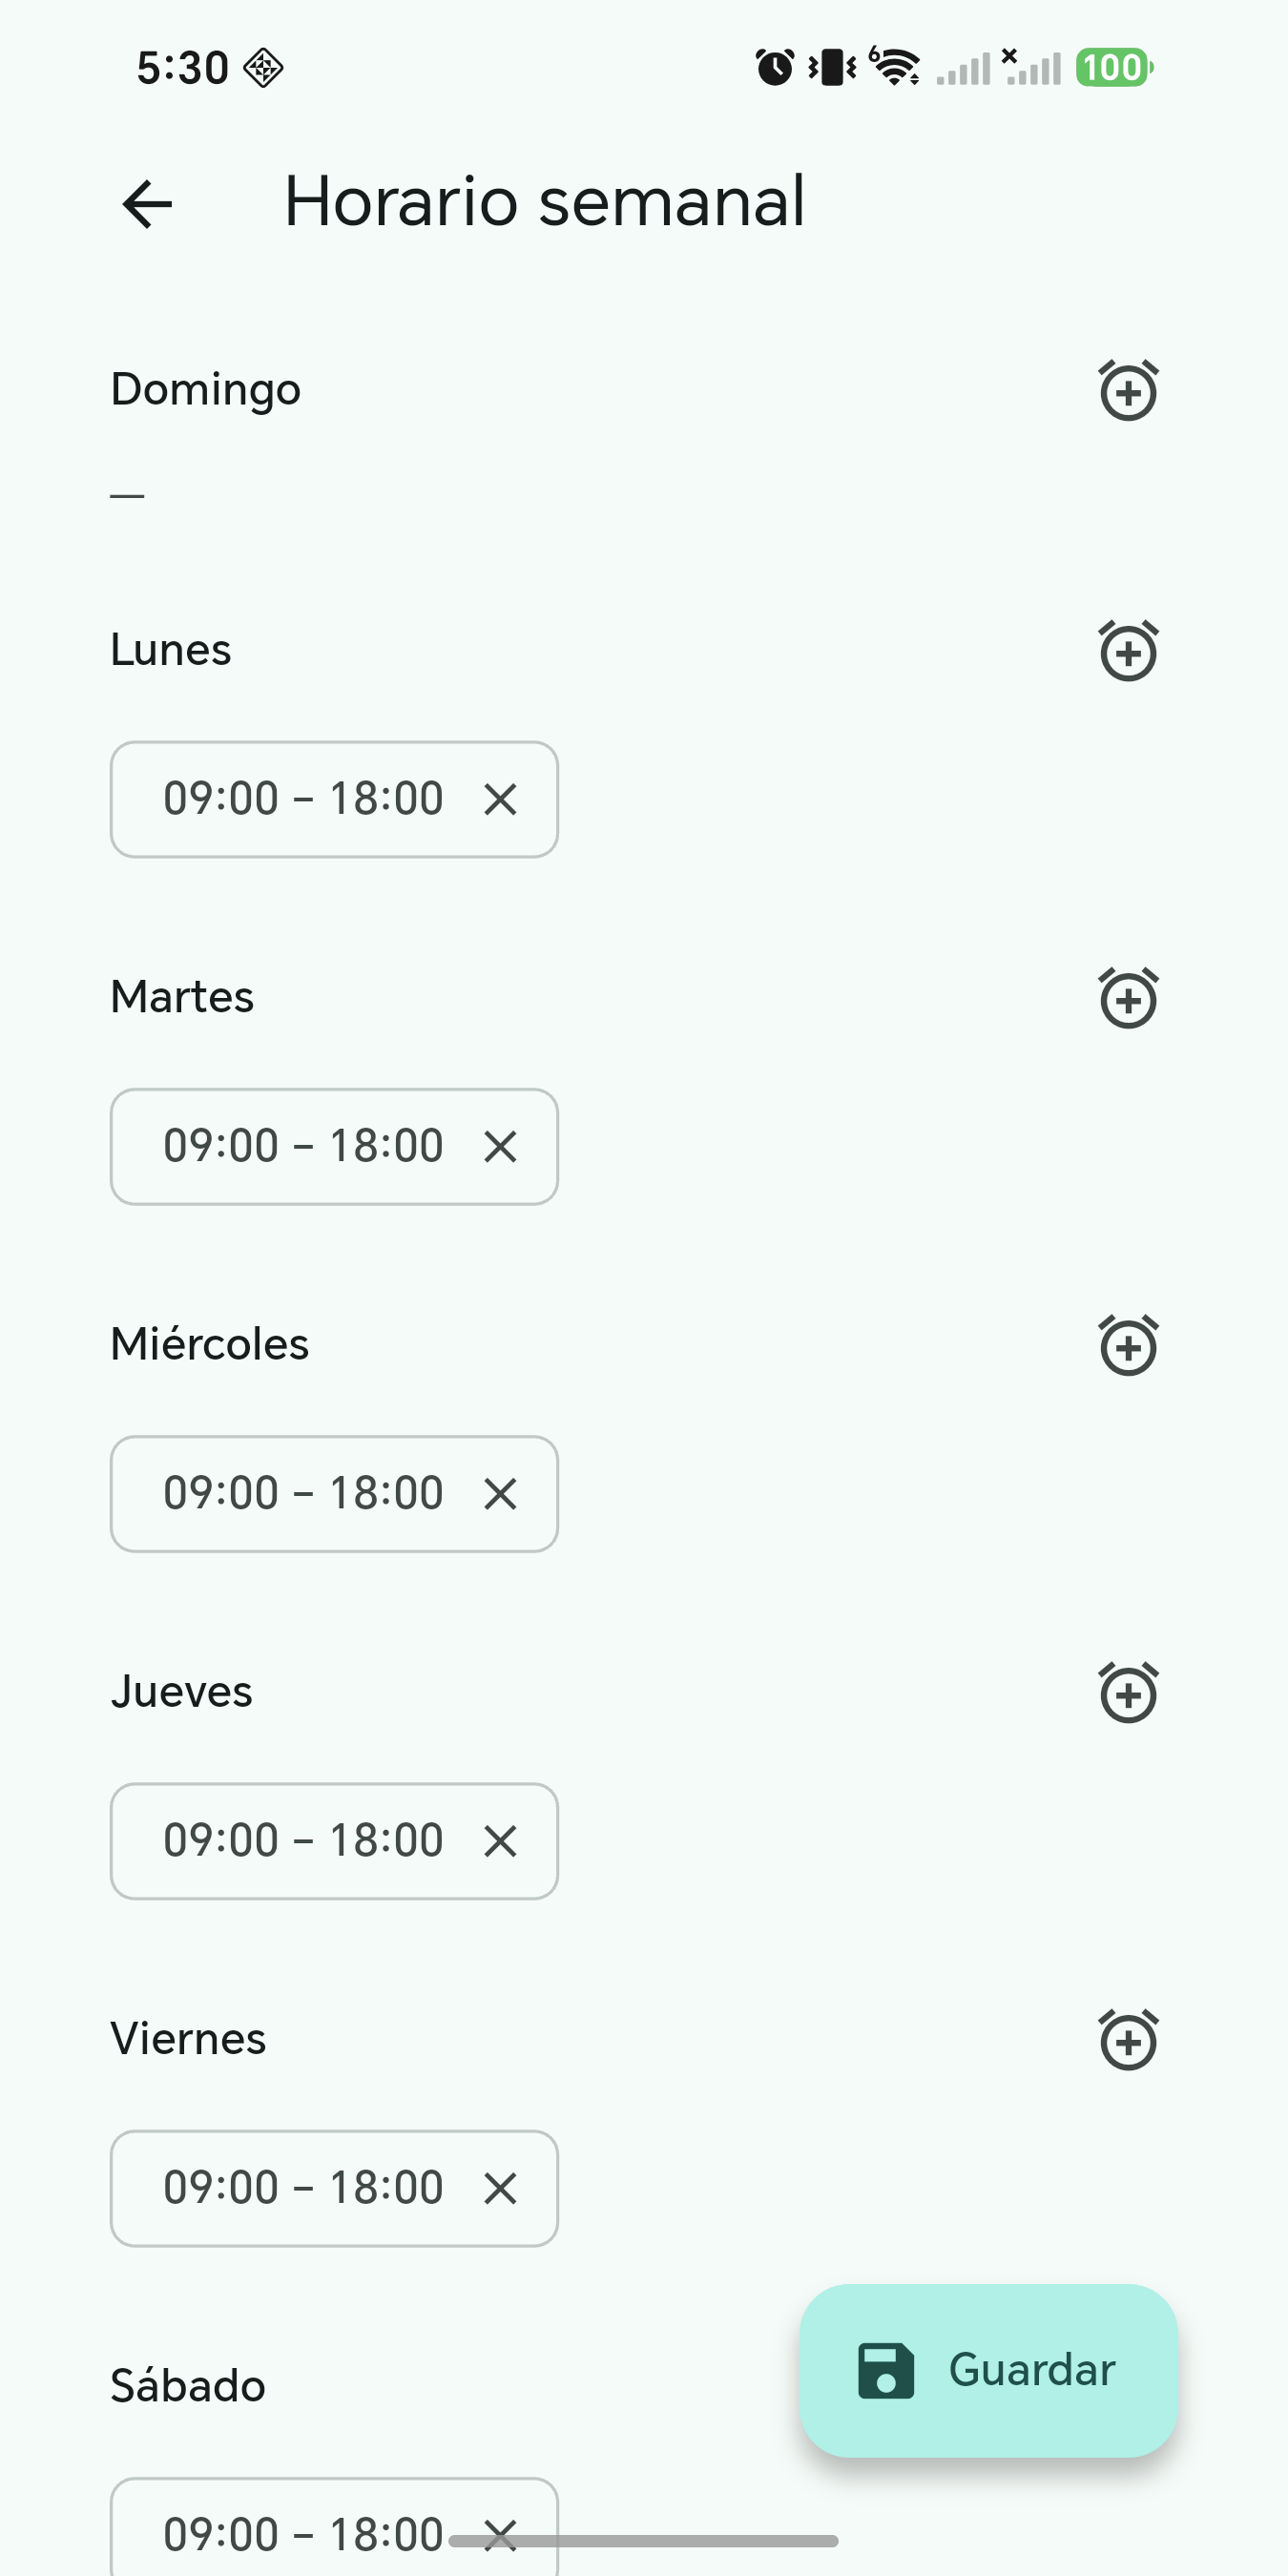 5:30
6
100
Horario semanal
Domingo
—
Lunes
09:00 – 18:00
Martes
09:00 – 18:00
Miércoles
09:00 – 18:00
Jueves
09:00 – 18:00
Viernes
09:00 – 18:00
Guardar
Sábado
09:00 – 18:00